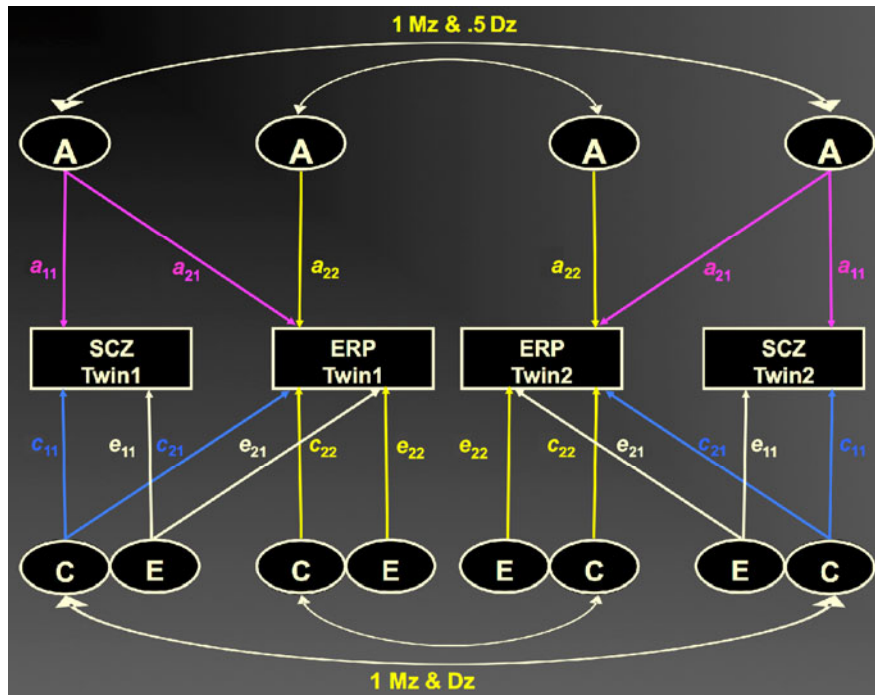 1 Mz & .5 Dz
A A A A
a11 a21 a22 a22 a21 a11
SCZ ERP ERP SCZ
Twin1 Twin1 Twin2 Twin2
c11 e11 c21 e21 c22 e22 e22 c22 e21 c21 e11 c11
C E C E E C E C
1 Mz & Dz